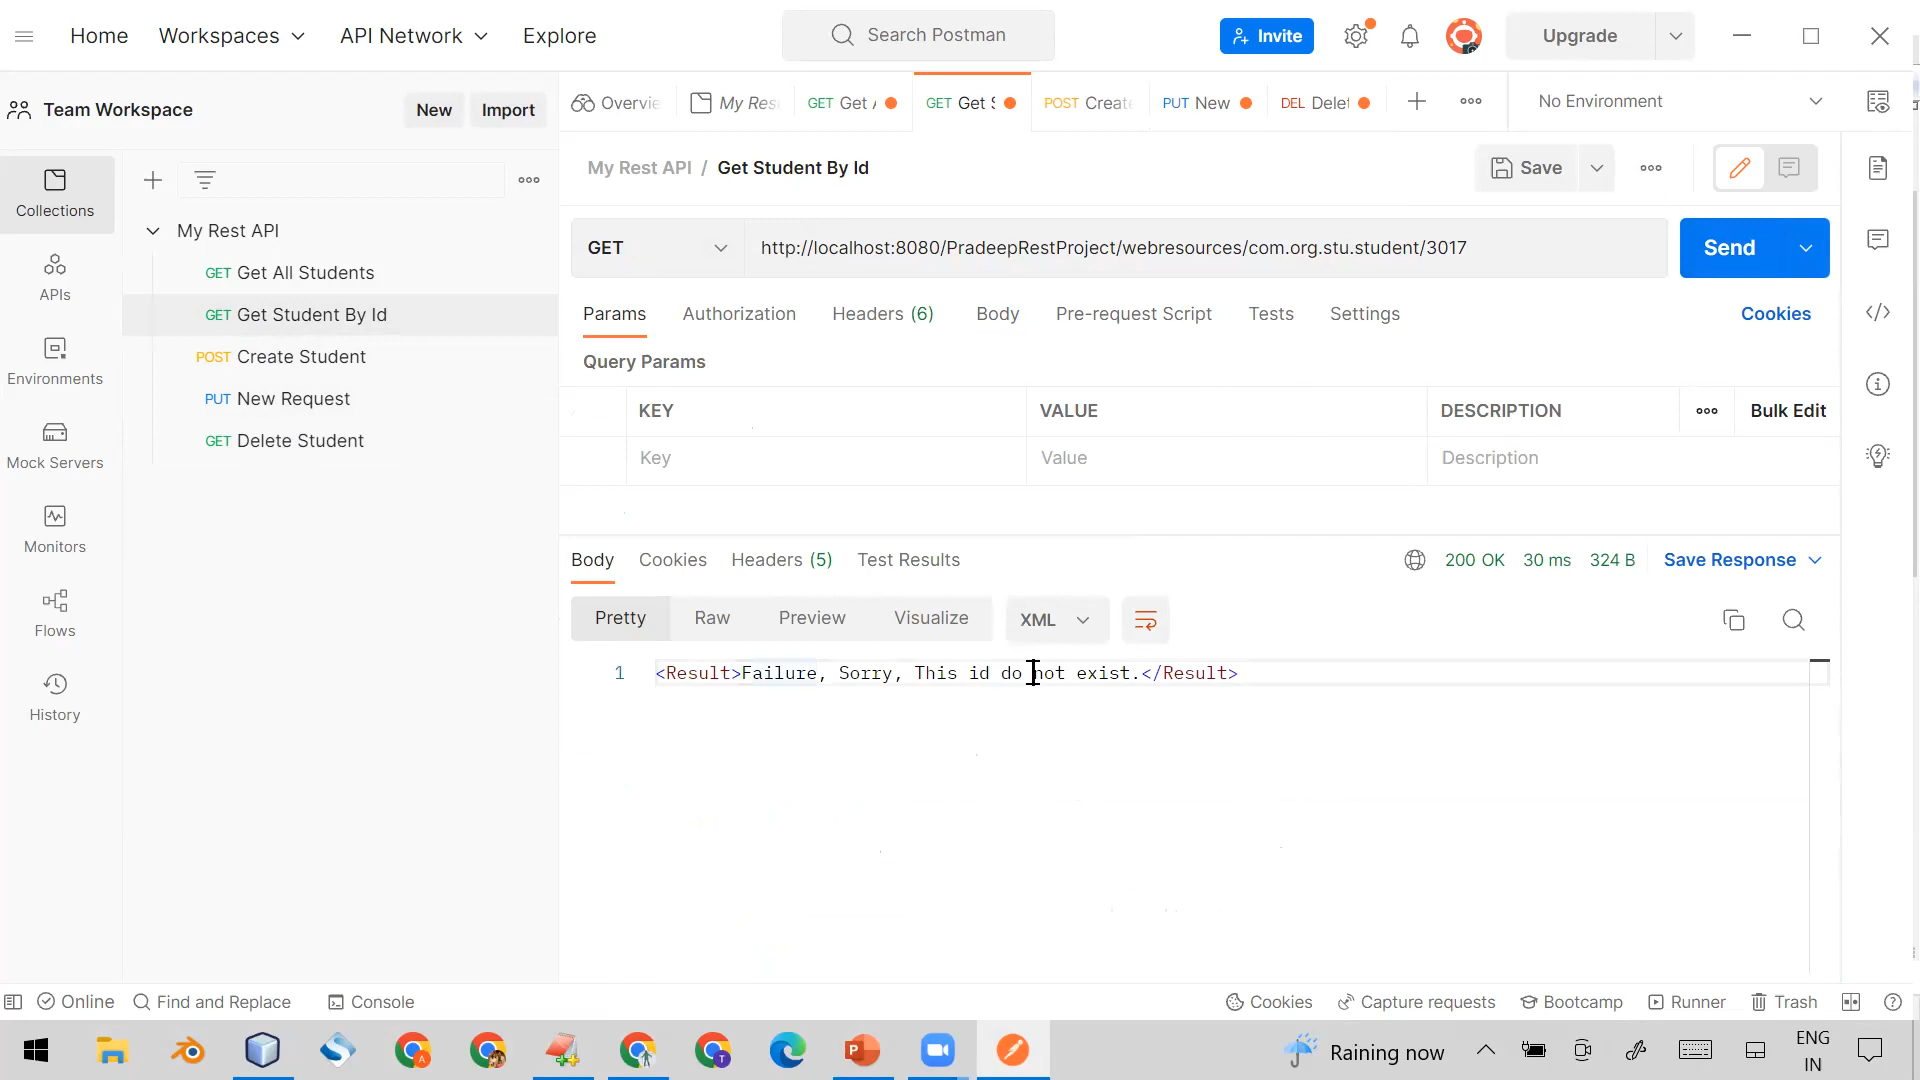 Home Workspaces API Network Explore Search Postman Invite Upgrade
Team Workspace New Import
Overvie My Res GET Get A GET Get S POST Create PUT New DEL Delet No Environment
My Rest API / Get Student By Id Save
Collections
APIs
Environments
Mock Servers
Monitors
Flows
History
My Rest API
GET Get All Students
GET Get Student By Id
POST Create Student
PUT New Request
GET Delete Student
GET http://localhost:8080/PradeepRestProject/webresources/com.org.stu.student/3017 Send
Params Authorization Headers (6) Body Pre-request Script Tests Settings Cookies
Query Params
KEY VALUE DESCRIPTION Bulk Edit
Key Value Description
Body Cookies Headers (5) Test Results 200 OK 30 ms 324 B Save Response
Pretty Raw Preview Visualize XML
1 <Result>Failure, Sorry, This id do not exist.</Result>
Online Find and Replace Console Cookies Capture requests Bootcamp Runner Trash
Raining now ENG
IN